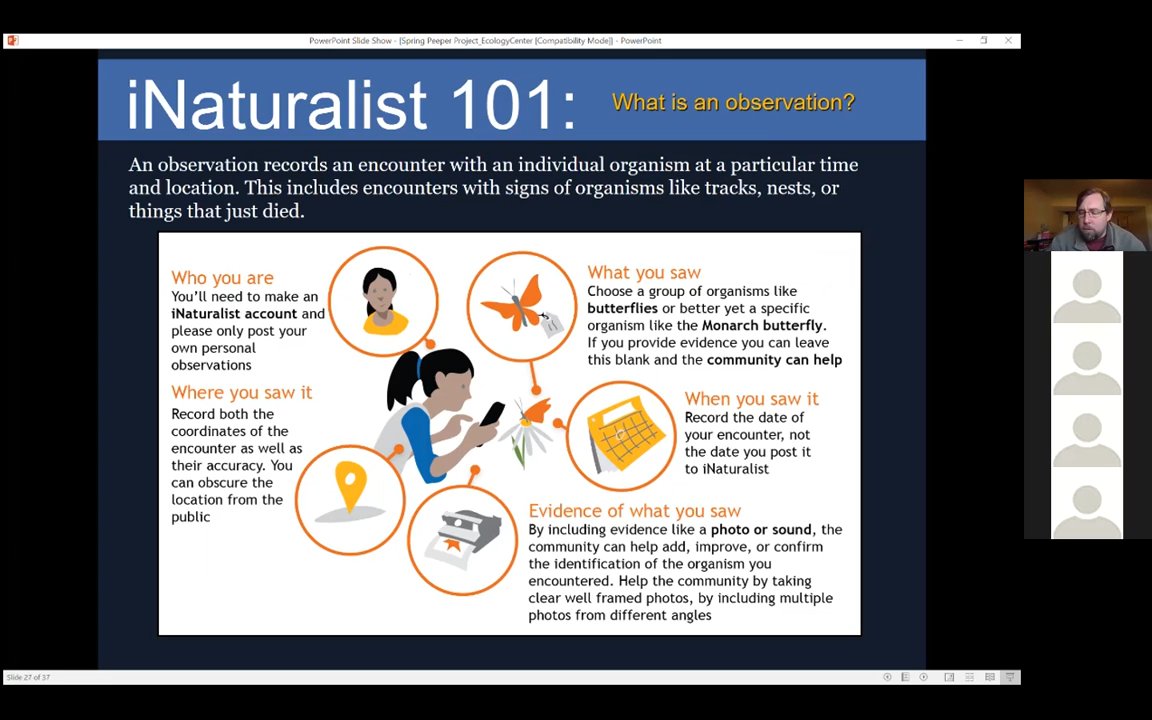 PowerPoint Slide Show - [Spring Peeper Project_EcologyCenter [Compatibility Mode]] - PowerPoint
iNaturalist 101:
What is an observation?
An observation records an encounter with an individual organism at a particular time
and location. This includes encounters with signs of organisms like tracks, nests, or
things that just died.
Who you are
You'll need to make an
iNaturalist account and
please only post your
own personal
observations
What you saw
Choose a group of organisms like
butterflies or better yet a specific
organism like the Monarch butterfly.
If you provide evidence you can leave
this blank and the community can help
Where you saw it
Record both the
coordinates of the
encounter as well as
their accuracy. You
can obscure the
location from the
public
When you saw it
Record the date of
your encounter, not
the date you post it
to iNaturalist
Evidence of what you saw
By including evidence like a photo or sound, the
community can help add, improve, or confirm
the identification of the organism you
encountered. Help the community by taking
clear well framed photos, by including multiple
photos from different angles
Slide 27 of 37